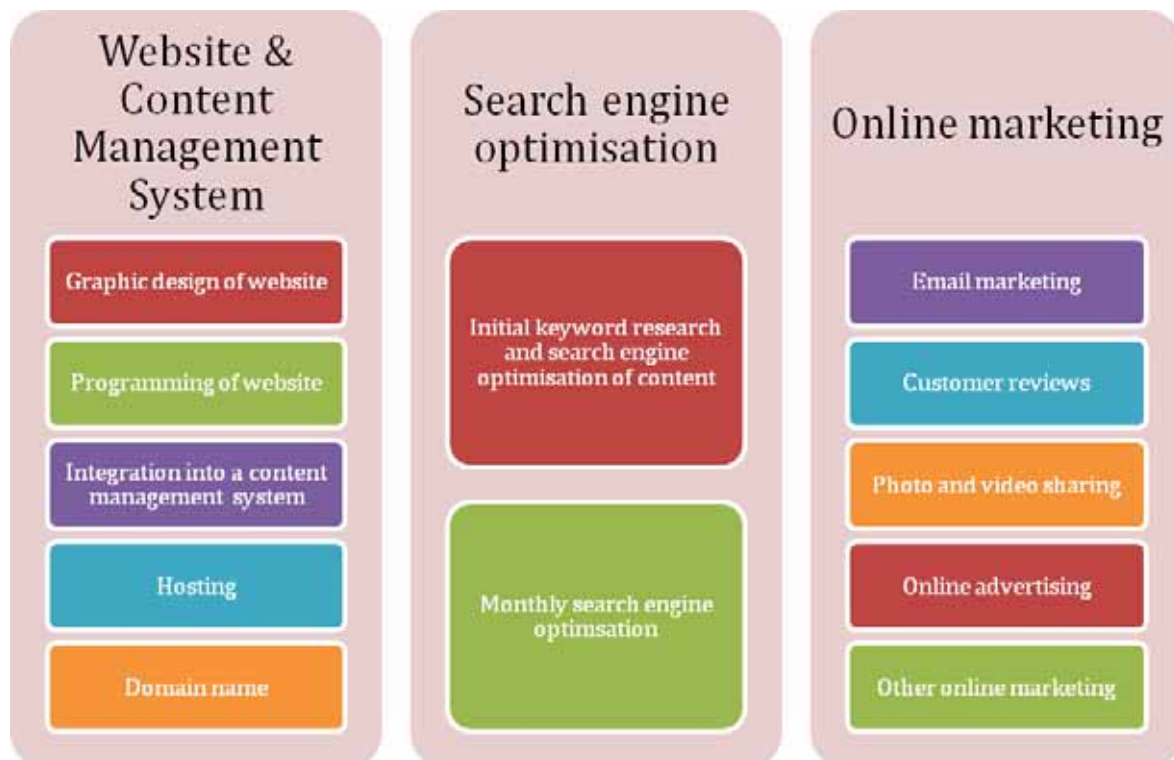 Website &
Content
Management
System
Graphic design of website
Programming of website
Integration into a content
management system
Hosting
Domain name
Search engine
optimisation
Initial keyword research
and search engine
optimisation of content
Monthly search engine
optimsation
Online marketing
Email marketing
Customer reviews
Photo and video sharing
Online advertising
Other online marketing